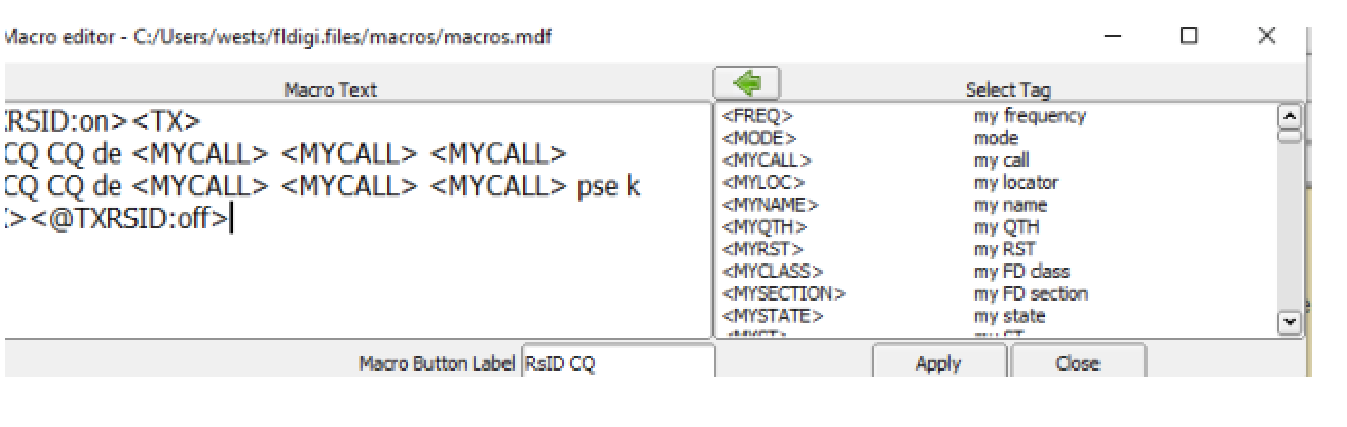 Macro editor - C:/Users/wests/fldigi.files/macros/macros.mdf
Macro Text
Select Tag
RSID:on><TX>
CQ CQ de <MYCALL> <MYCALL> <MYCALL>
CQ CQ de <MYCALL> <MYCALL> <MYCALL> pse k
><@TXRSID:off>
<FREQ> my frequency
<MODE> mode
<MYCALL> my call
<MYLOC> my locator
<MYNAME> my name
<MYQTH> my QTH
<MYRST> my RST
<MYCLASS> my FD class
<MYSECTION> my FD section
<MYSTATE> my state
Macro Button Label RsID CQ
Apply
Close